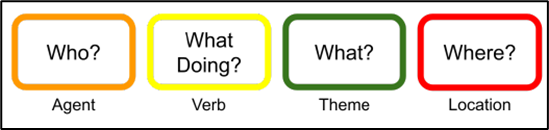 Who?
What
Doing?
What?
Where?
Agent
Verb
Theme
Location